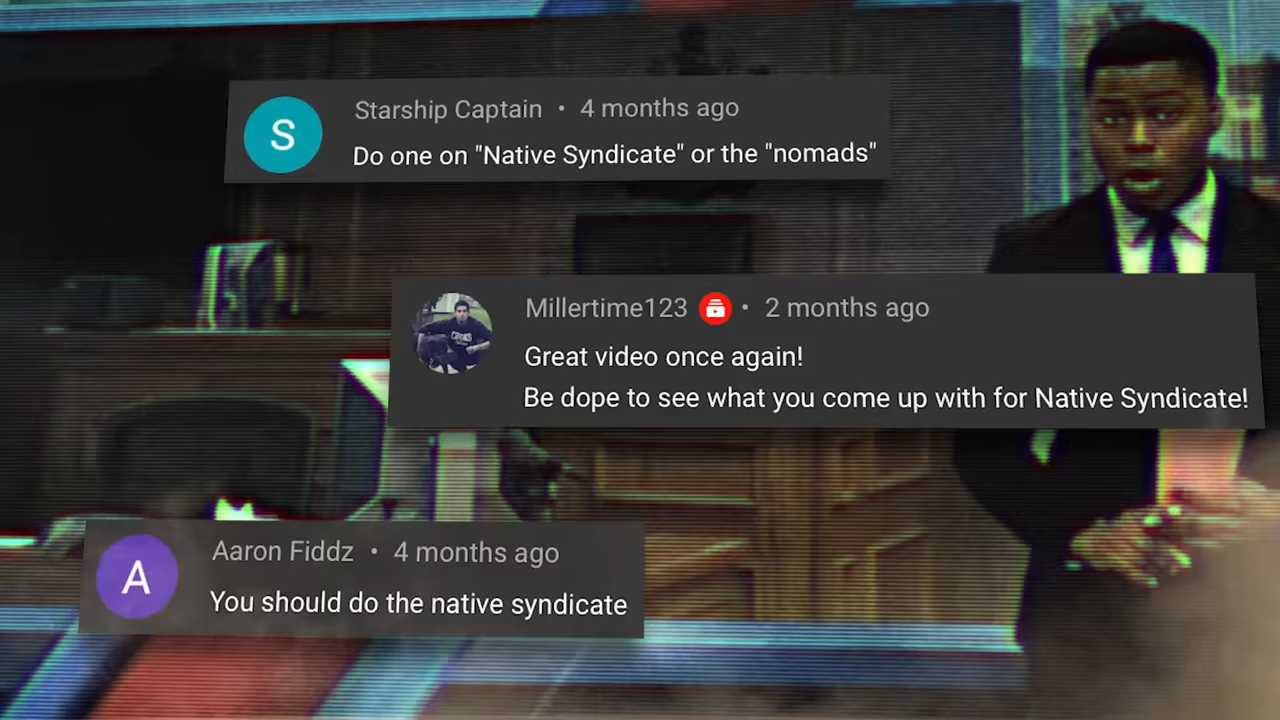 S
Starship Captain • 4 months ago
Do one on "Native Syndicate" or the "nomads"
Millertime123 • 2 months ago
Great video once again!
Be dope to see what you come up with for Native Syndicate!
A
Aaron Fiddz • 4 months ago
You should do the native syndicate